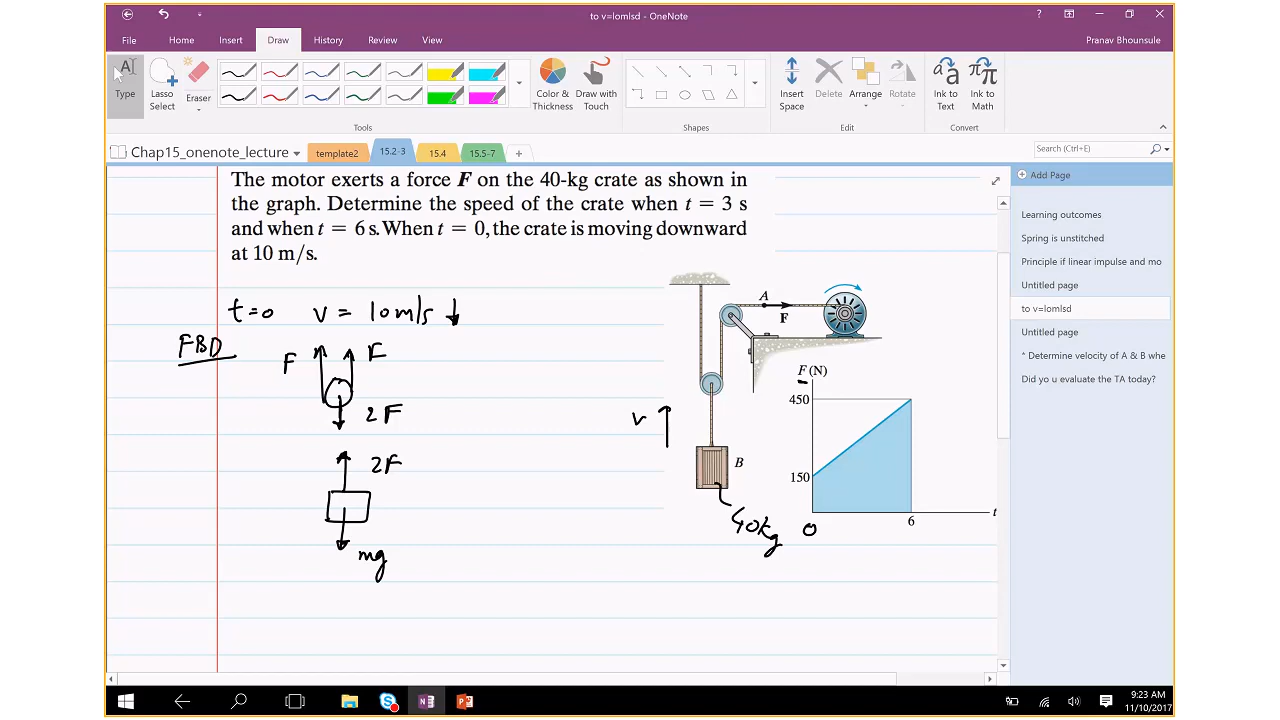 to v=lomlsd - OneNote
?
File
Home
Insert
Draw
History
Review
View
Pranav Bhounsule
Type
Lasso Select
Eraser
Color & Thickness
Draw with Touch
Insert Space
Delete
Arrange
Rotate
Ink to Text
Ink to Math
Tools
Shapes
Edit
Convert
Chap15_onenote_lecture
template2
15.2-3
15.4
15.5-7
+
Search (Ctrl+E)
The motor exerts a force F on the 40-kg crate as shown in
the graph. Determine the speed of the crate when t = 3 s
and when t = 6 s. When t = 0, the crate is moving downward
at 10 m/s.
t=0 v = 10m/s ↓
FBD
F F
2F
2F
mg
A
F
v
B
40kg
F (N)
450
150
0
6
t
Add Page
Learning outcomes
Spring is unstitched
Principle if linear impulse and mo
Untitled page
to v=lomlsd
Untitled page
* Determine velocity of A & B whe
Did yo u evaluate the TA today?
9:23 AM
11/10/2017